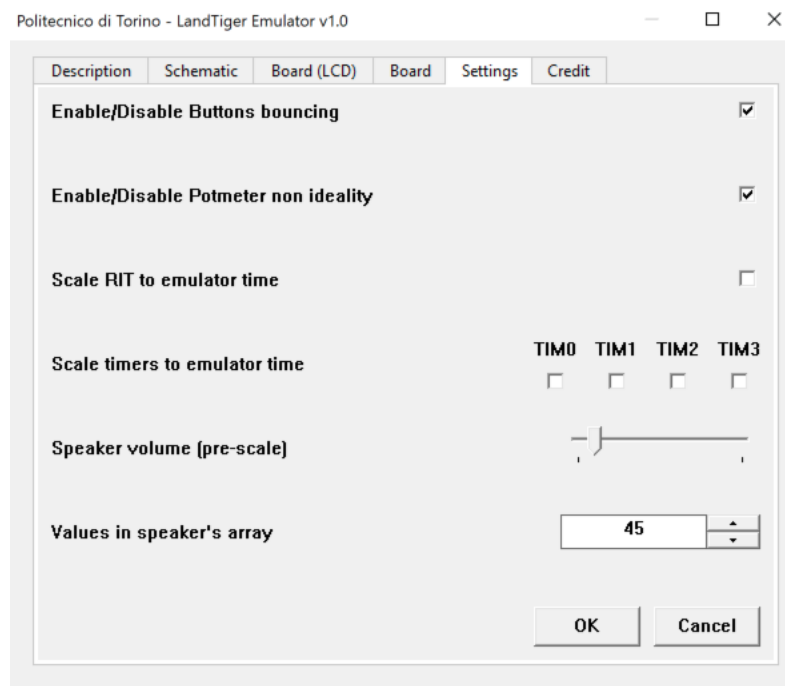 Politecnico di Torino - LandTiger Emulator v1.0
Description Schematic Board (LCD) Board Settings Credit
Enable/Disable Buttons bouncing
Enable/Disable Potmeter non ideality
Scale RIT to emulator time
TIM0 TIM1 TIM2 TIM3
Scale timers to emulator time
Speaker volume (pre-scale)
Values in speaker's array 45
OK Cancel